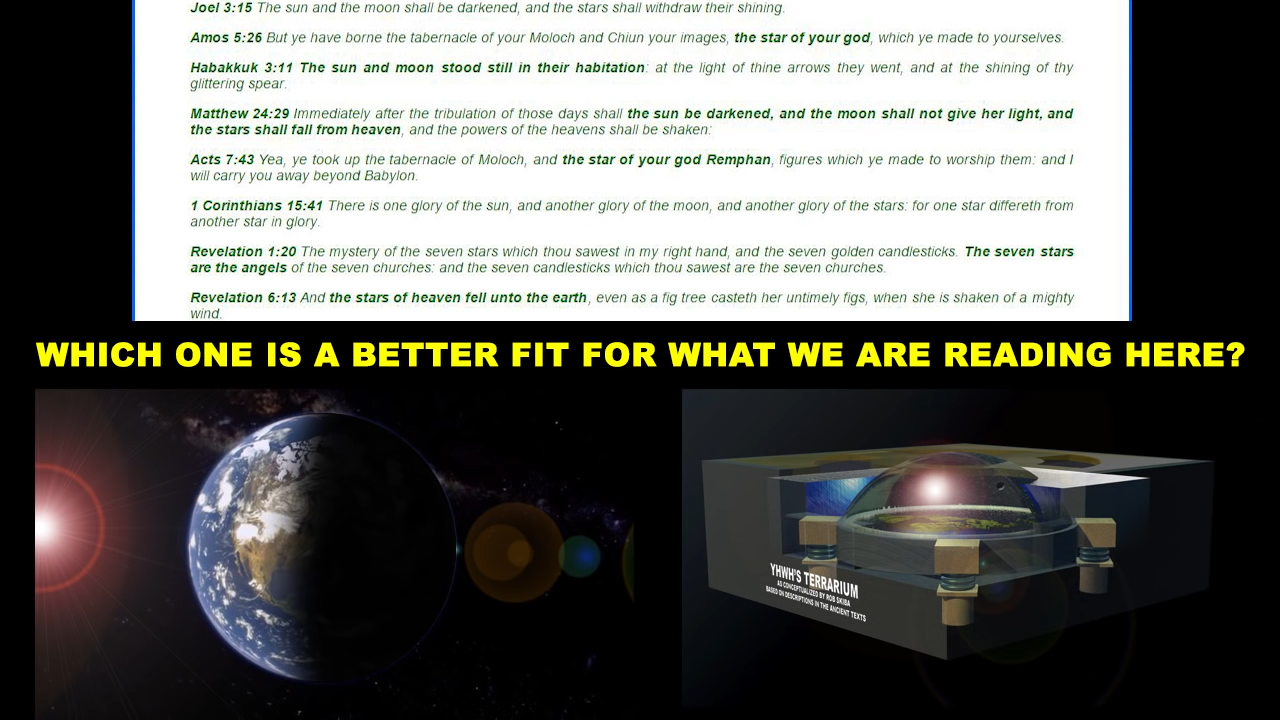 Joel 3:15 The sun and the moon shall be darkened, and the stars shall withdraw their shining.
Amos 5:26 But ye have borne the tabernacle of your Moloch and Chiun your images, the star of your god, which ye made to yourselves.
Habakkuk 3:11 The sun and moon stood still in their habitation: at the light of thine arrows they went, and at the shining of thy
glittering spear.
Matthew 24:29 Immediately after the tribulation of those days shall the sun be darkened, and the moon shall not give her light, and
the stars shall fall from heaven, and the powers of the heavens shall be shaken:
Acts 7:43 Yea, ye took up the tabernacle of Moloch, and the star of your god Remphan, figures which ye made to worship them: and I
will carry you away beyond Babylon.
1 Corinthians 15:41 There is one glory of the sun, and another glory of the moon, and another glory of the stars: for one star differeth from
another star in glory.
Revelation 1:20 The mystery of the seven stars which thou sawest in my right hand, and the seven golden candlesticks. The seven stars
are the angels of the seven churches: and the seven candlesticks which thou sawest are the seven churches.
Revelation 6:13 And the stars of heaven fell unto the earth, even as a fig tree casteth her untimely figs, when she is shaken of a mighty
wind.
WHICH ONE IS A BETTER FIT FOR WHAT WE ARE READING HERE?
YHWH'S TERRARIUM
AS CONCEPTUALIZED BY ROB SKIBA
BASED ON DESCRIPTIONS IN THE ANCIENT TEXTS